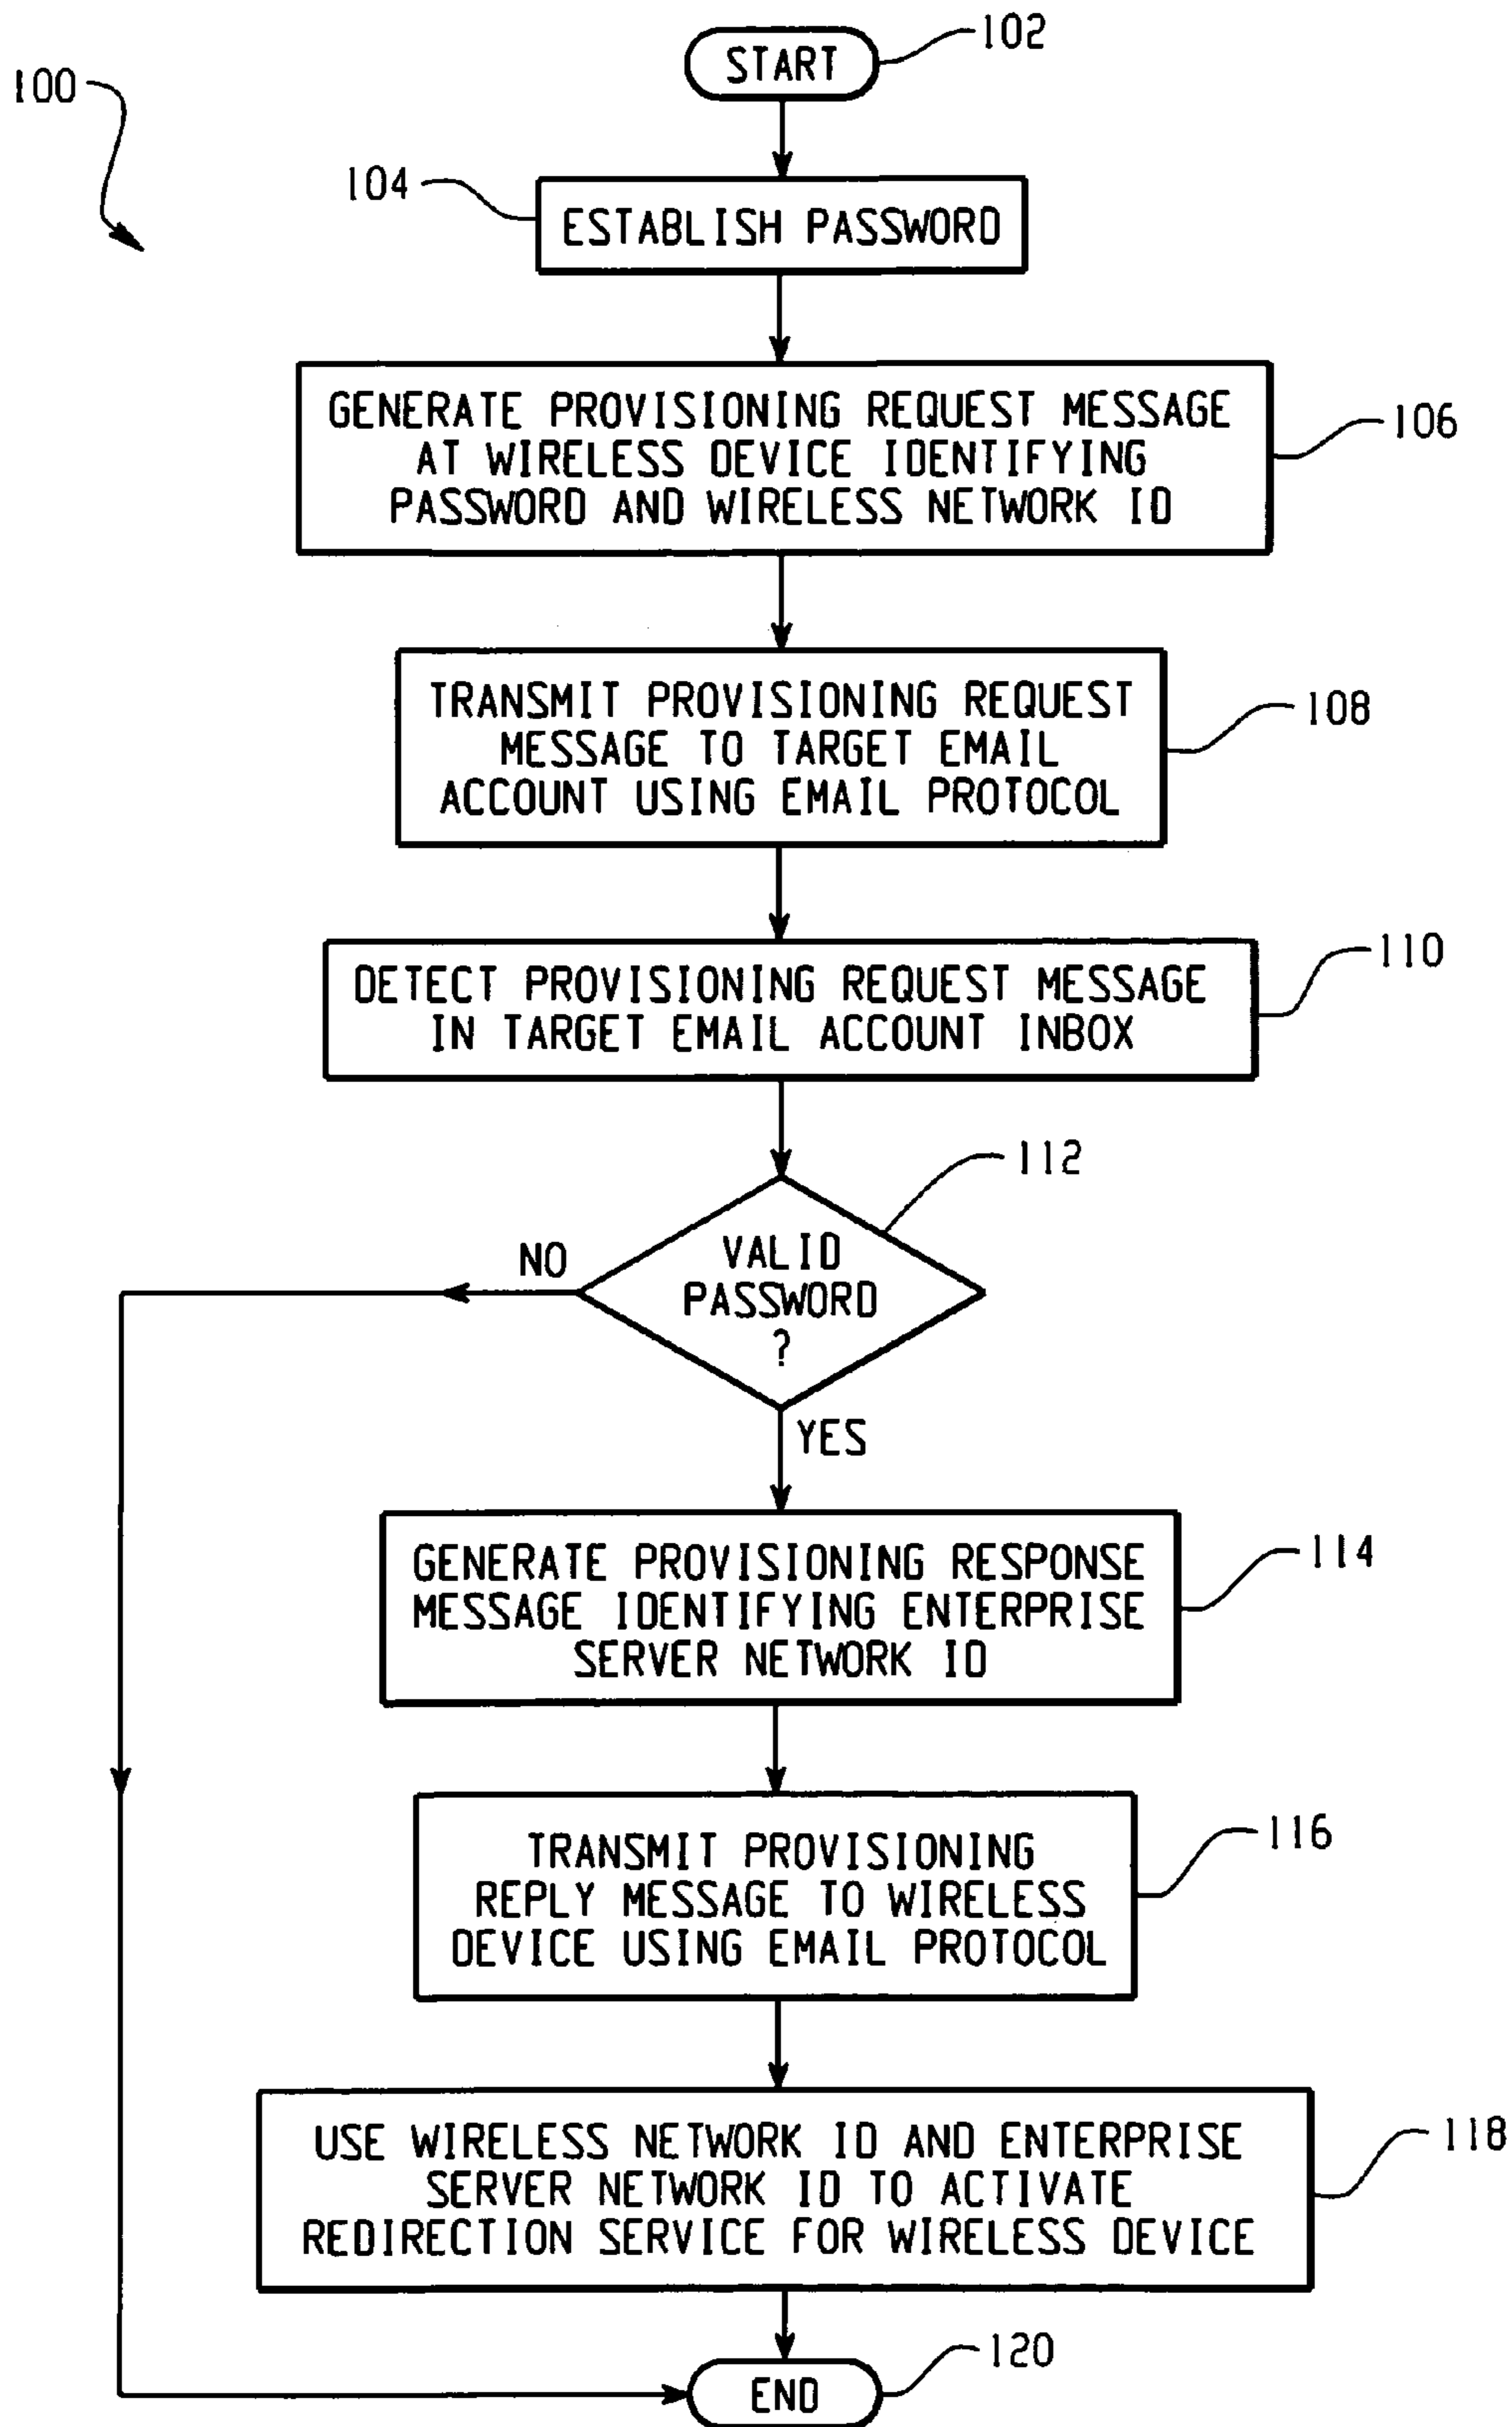 102
START
100
104
ESTABLISH PASSWORD
GENERATE PROVISIONING REQUEST MESSAGE
AT WIRELESS DEVICE IDENTIFYING
PASSWORD AND WIRELESS NETWORK ID
106
TRANSMIT PROVISIONING REQUEST
MESSAGE TO TARGET EMAIL
ACCOUNT USING EMAIL PROTOCOL
108
DETECT PROVISIONING REQUEST MESSAGE
IN TARGET EMAIL ACCOUNT INBOX
110
112
VALID
PASSWORD
?
NO
YES
GENERATE PROVISIONING RESPONSE
MESSAGE IDENTIFYING ENTERPRISE
SERVER NETWORK ID
114
TRANSMIT PROVISIONING
REPLY MESSAGE TO WIRELESS
DEVICE USING EMAIL PROTOCOL
116
USE WIRELESS NETWORK ID AND ENTERPRISE
SERVER NETWORK ID TO ACTIVATE
REDIRECTION SERVICE FOR WIRELESS DEVICE
118
END
120